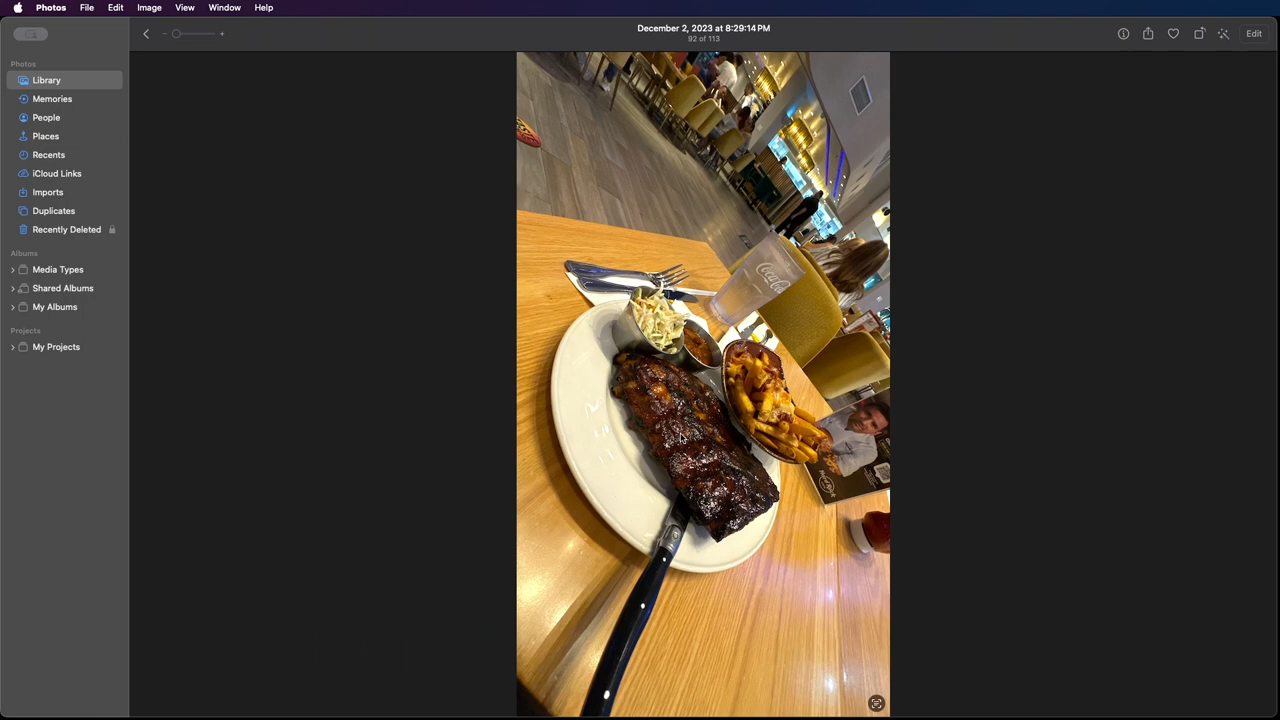 Photos File Edit Image View Window Help
December 2, 2023 at 8:29:14 PM
92 of 113
Edit
Photos
Library
Memories
People
Places
Recents
iCloud Links
Imports
Duplicates
Recently Deleted
Albums
Media Types
Shared Albums
My Albums
Projects
My Projects
Coca-Cola
Hard Rock